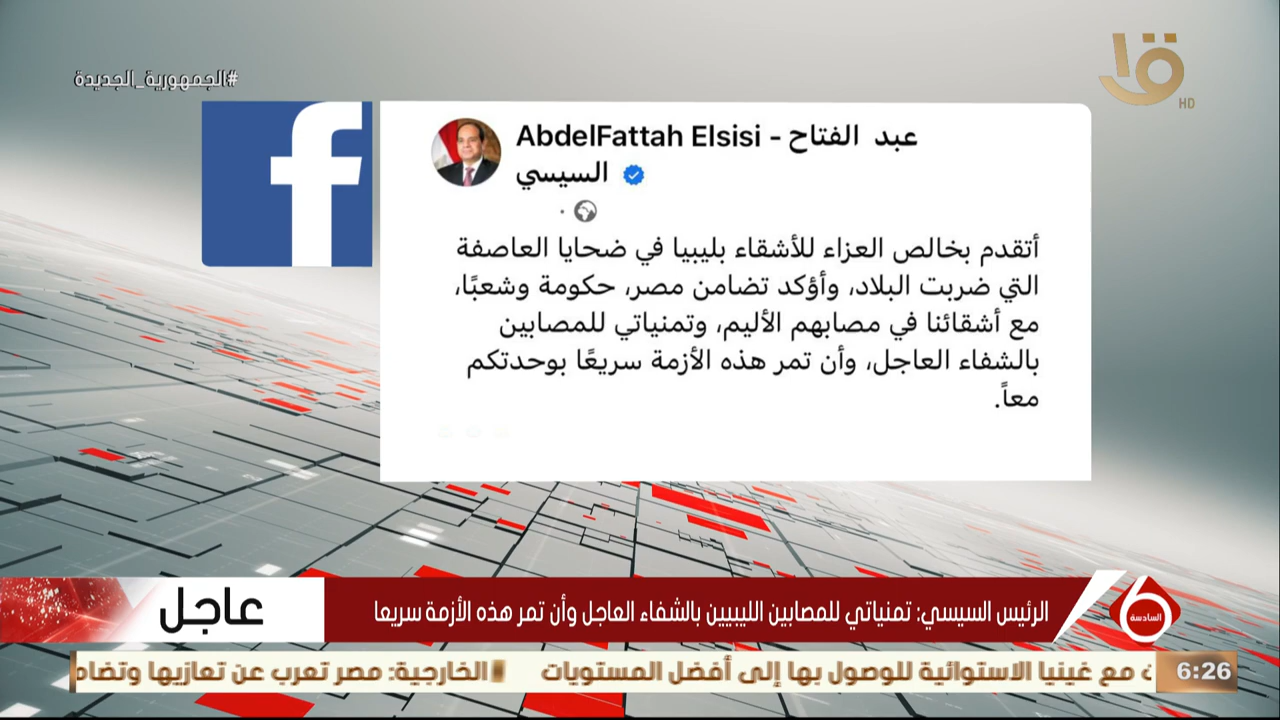 #الجمهورية_الجديدة
HD
AbdelFattah Elsisi - عبد الفتاح
السيسي
أتقدم بخالص العزاء للأشقاء بليبيا في ضحايا العاصفة
التي ضربت البلاد، وأؤكد تضامن مصر، حكومة وشعبًا،
مع أشقائنا في مصابهم الأليم، وتمنياتي للمصابين
بالشفاء العاجل، وأن تمر هذه الأزمة سريعًا بوحدتكم
معاً.
السادسة
الرئيس السيسي: تمنياتي للمصابين الليبيين بالشفاء العاجل وأن تمر هذه الأزمة سريعا
عاجل
6:26
مع غينيا الاستوائية للوصول بها إلى أفضل المستويات الخارجية: مصر تعرب عن تعازيها